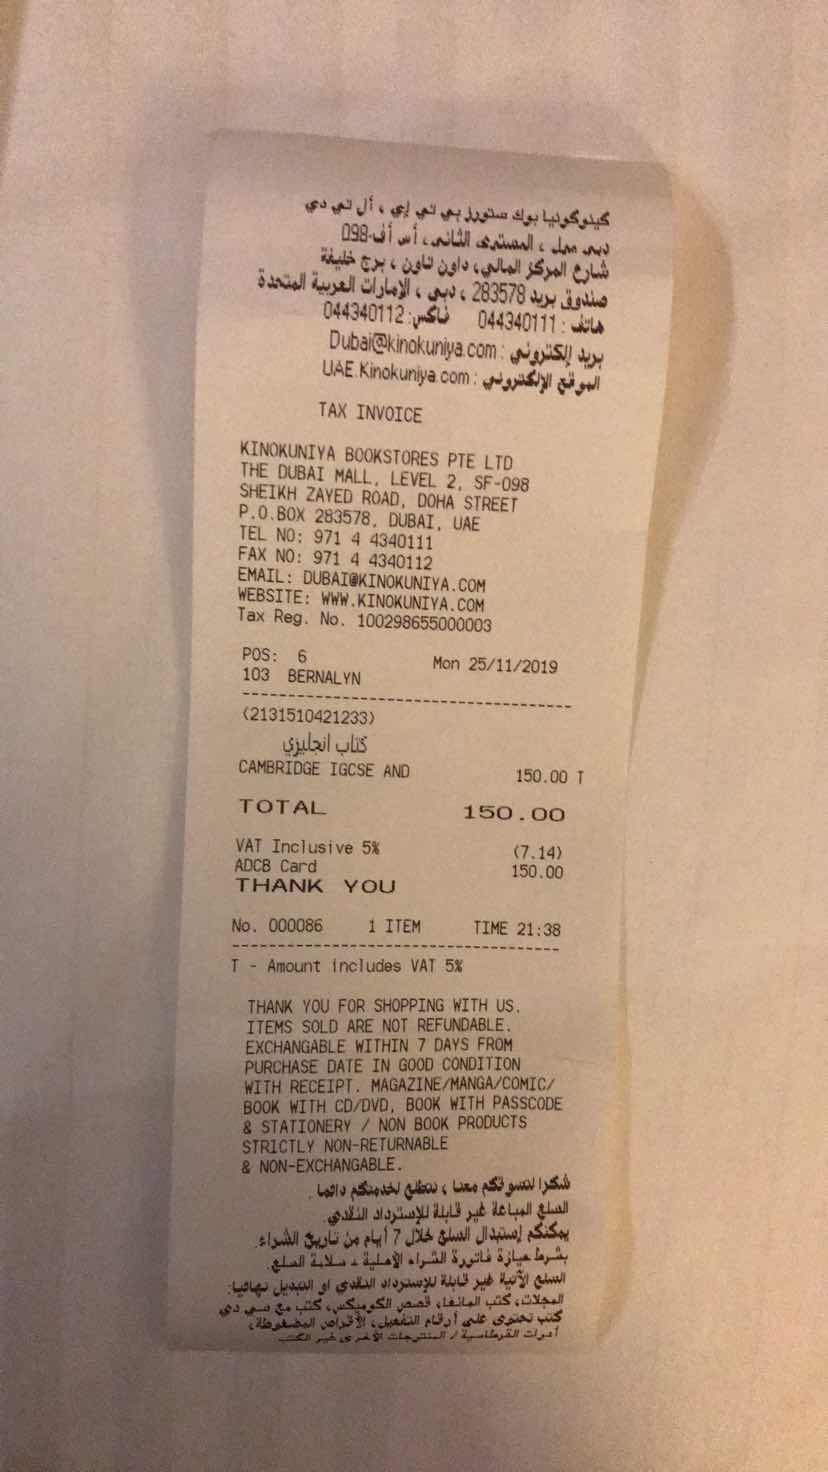 كينوكونيا بوك ستورز بي تي إي ، أل تي دي
دبي مول ، المستوى الثاني، أس أف-098
شارع المركز المالي، داون تاون ، برج خليفة
صندوق بريد 283578 ، دبي ، الإمارات العربية المتحدة
هاتف : 044340111 فاكس: 044340112
بريد إلكتروني : Dubai@kinokuniya.com
الموقع الإلكتروني : UAE.Kinokuniya.com
TAX INVOICE
KINOKUNIYA BOOKSTORES PTE LTD
THE DUBAI MALL, LEVEL 2, SF-098
SHEIKH ZAYED ROAD, DOHA STREET
P.O.BOX 283578, DUBAI, UAE
TEL NO: 971 4 4340111
FAX NO: 971 4 4340112
EMAIL: DUBAI@KINOKUNIYA.COM
WEBSITE: WWW.KINOKUNIYA.COM
Tax Reg. No. 100298655000003
POS: 6 Mon 25/11/2019
103 BERNALYN
(2131510421233)
كتاب انجليزي
CAMBRIDGE IGCSE AND 150.00 T
TOTAL 150.00
VAT Inclusive 5% (7.14)
ADCB Card 150.00
THANK YOU
No. 000086 1 ITEM TIME 21:38
T - Amount includes VAT 5%
THANK YOU FOR SHOPPING WITH US.
ITEMS SOLD ARE NOT REFUNDABLE.
EXCHANGABLE WITHIN 7 DAYS FROM
PURCHASE DATE IN GOOD CONDITION
WITH RECEIPT. MAGAZINE/MANGA/COMIC/
BOOK WITH CD/DVD, BOOK WITH PASSCODE
& STATIONERY / NON BOOK PRODUCTS
STRICTLY NON-RETURNABLE
& NON-EXCHANGABLE.
شكرا لتسوقكم معنا ، نتطلع لخدمتكم دائما .
السلع المباعة غير قابلة للإسترداد النقدي.
يمكنكم إستبدال السلع خلال 7 أيام من تاريخ الشراء.
بشرط حيازة فاتورة الشراء الأصلية و سلامة السلع.
السلع الآتية غير قابلة للإسترداد النقدي او التبديل نهائيا:
المجلات، كتب المانغا، قصص الكوميكس، كتب مع سي دي
كتب تحتوى على أرقام التفعيل، الأقراص المضغوطة،
أدوات القرطاسية / المنتوجات الأخرى غير الكتب